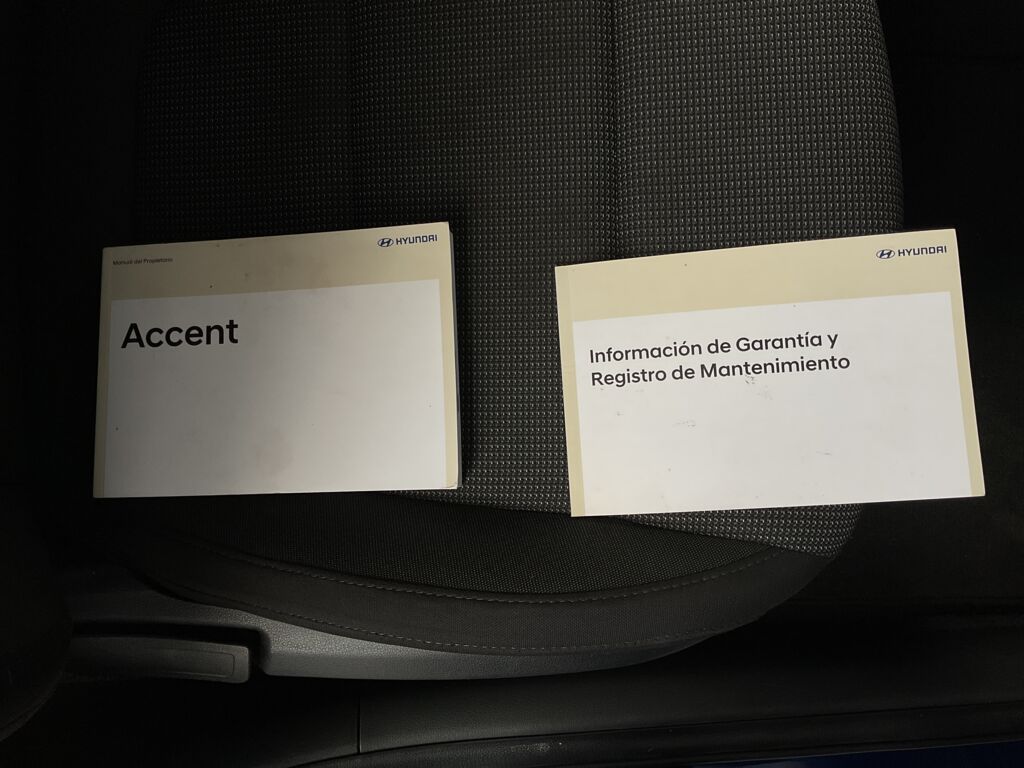 Manual del Propietario
HYUNDAI
Accent
HYUNDAI
Información de Garantía y
Registro de Mantenimiento